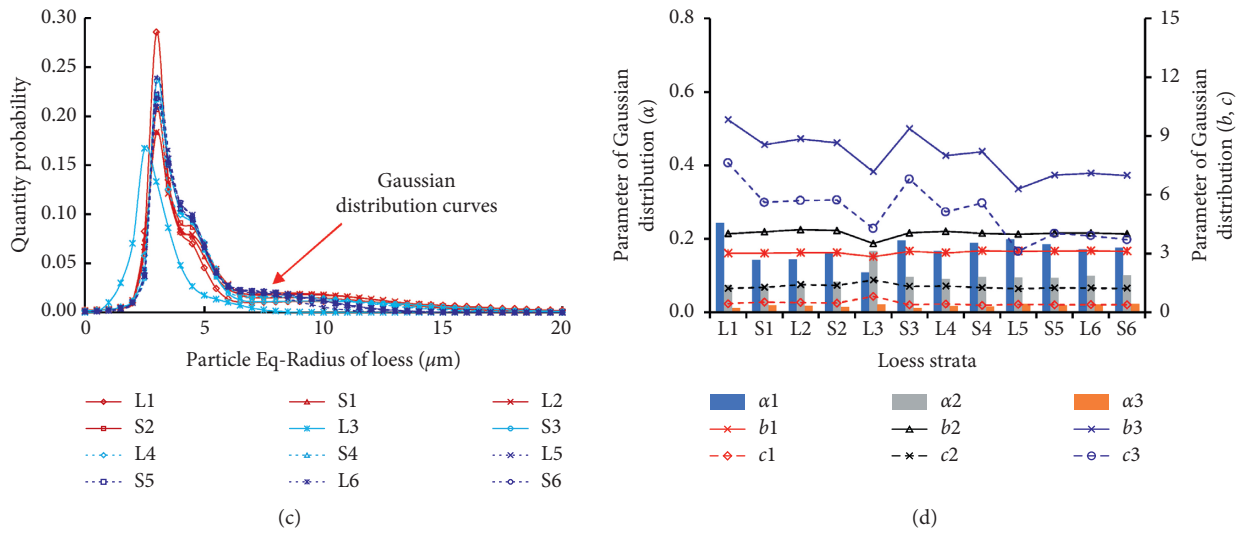 0.30
0.25
0.20
0.15
0.10
0.05
0.00
Quantity probability
Gaussian
distribution curves
0
5
10
15
20
Particle Eq-Radius of loess (μm)
L1
S1
L2
S2
L3
S3
L4
S4
L5
S5
L6
S6
(c)
0.8
0.6
0.4
0.2
0.0
Parameter of Gaussian
distribution (α)
15
12
9
6
3
0
Parameter of Gaussian
distribution (b, c)
L1 S1 L2 S2 L3 S3 L4 S4 L5 S5 L6 S6
Loess strata
α1
α2
α3
b1
b2
b3
c1
c2
c3
(d)